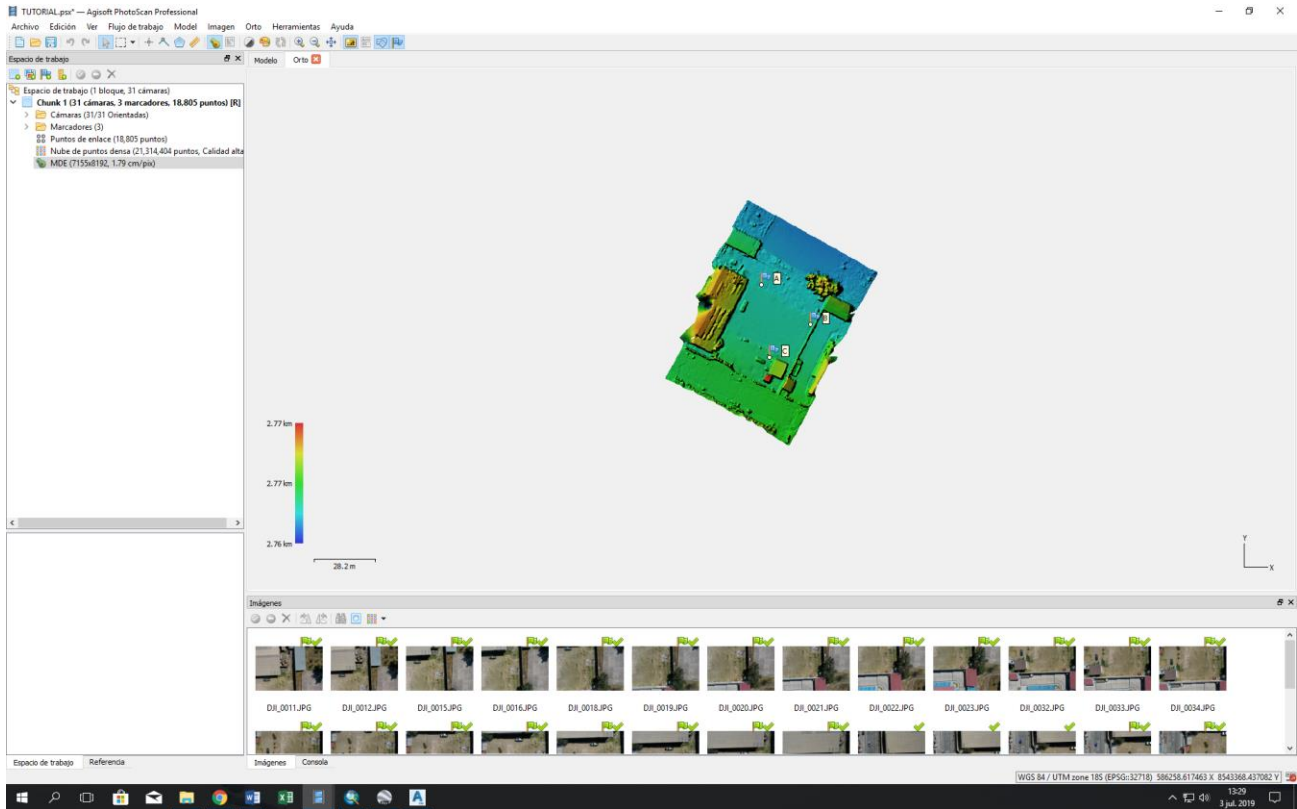 TUTORIAL.psx* — Agisoft PhotoScan Professional
Archivo Edición Ver Flujo de trabajo Model Imagen Orto Herramientas Ayuda
Espacio de trabajo
Modelo Orto
Espacio de trabajo (1 bloque, 31 cámaras)
Chunk 1 (31 cámaras, 3 marcadores, 18,805 puntos) [R]
Cámaras (31/31 Orientadas)
Marcadores (3)
Puntos de enlace (18,805 puntos)
Nube de puntos densa (21,314,404 puntos, Calidad alta
MDE (7155x8192, 1.79 cm/pix)
A
B
C
2.77 km
2.77 km
2.76 km
28.2 m
Y
X
Imágenes
DJI_0011.JPG DJI_0012.JPG DJI_0015.JPG DJI_0016.JPG DJI_0018.JPG DJI_0019.JPG DJI_0020.JPG DJI_0021.JPG DJI_0022.JPG DJI_0023.JPG DJI_0032.JPG DJI_0033.JPG DJI_0034.JPG
Espacio de trabajo Referencia
Imágenes Consola
WGS 84 / UTM zone 18S (EPSG::32718) 586258.617463 X 8543368.437082 Y
13:29
3 jul. 2019